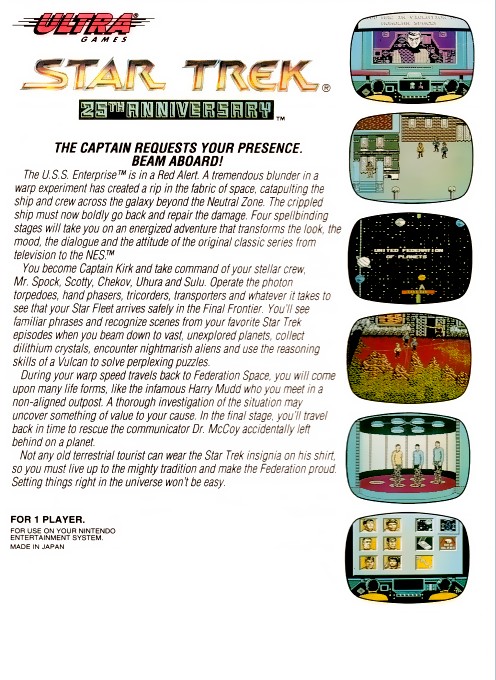 ULTRA®
GAMES
STAR TREK®
25TH ANNIVERSARY™
THE CAPTAIN REQUESTS YOUR PRESENCE.
BEAM ABOARD!
The U.S.S. Enterprise™ is in a Red Alert. A tremendous blunder in a
warp experiment has created a rip in the fabric of space, catapulting the
ship and crew across the galaxy beyond the Neutral Zone. The crippled
ship must now boldly go back and repair the damage. Four spellbinding
stages will take you on an energized adventure that transforms the look, the
mood, the dialogue and the attitude of the original classic series from
television to the NES.™
You become Captain Kirk and take command of your stellar crew,
Mr. Spock, Scotty, Chekov, Uhura and Sulu. Operate the photon
torpedoes, hand phasers, tricorders, transporters and whatever it takes to
see that your Star Fleet arrives safely in the Final Frontier. You'll see
familiar phrases and recognize scenes from your favorite Star Trek
episodes when you beam down to vast, unexplored planets, collect
dilithium crystals, encounter nightmarish aliens and use the reasoning
skills of a Vulcan to solve perplexing puzzles.
During your warp speed travels back to Federation Space, you will come
upon many life forms, like the infamous Harry Mudd who you meet in a
non-aligned outpost. A thorough investigation of the situation may
uncover something of value to your cause. In the final stage, you'll travel
back in time to rescue the communicator Dr. McCoy accidentally left
behind on a planet.
Not any old terrestrial tourist can wear the Star Trek insignia on his shirt,
so you must live up to the mighty tradition and make the Federation proud.
Setting things right in the universe won't be easy.
FOR 1 PLAYER.
FOR USE ON YOUR NINTENDO
ENTERTAINMENT SYSTEM.
MADE IN JAPAN
UNITED FEDERATION
OF PLANETS